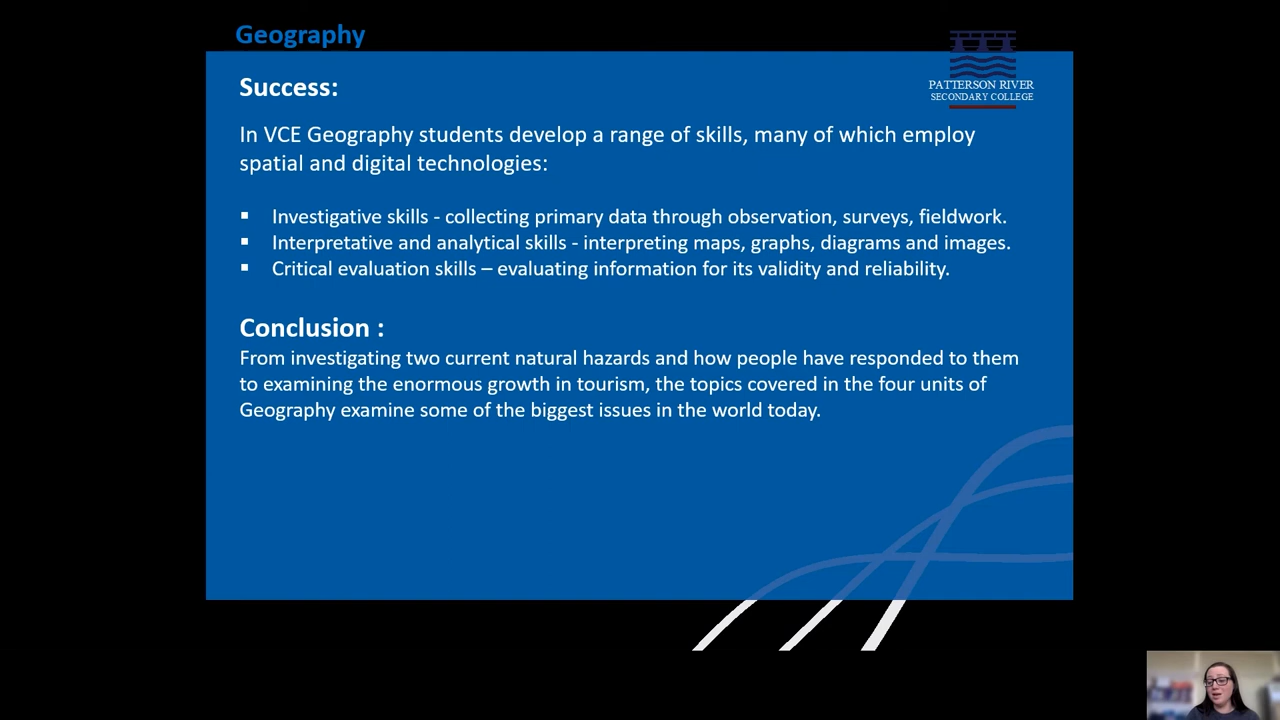 Geography
PATTERSON RIVER
SECONDARY COLLEGE
Success:
In VCE Geography students develop a range of skills, many of which employ
spatial and digital technologies:
▪ Investigative skills - collecting primary data through observation, surveys, fieldwork.
▪ Interpretative and analytical skills - interpreting maps, graphs, diagrams and images.
▪ Critical evaluation skills – evaluating information for its validity and reliability.
Conclusion :
From investigating two current natural hazards and how people have responded to them
to examining the enormous growth in tourism, the topics covered in the four units of
Geography examine some of the biggest issues in the world today.